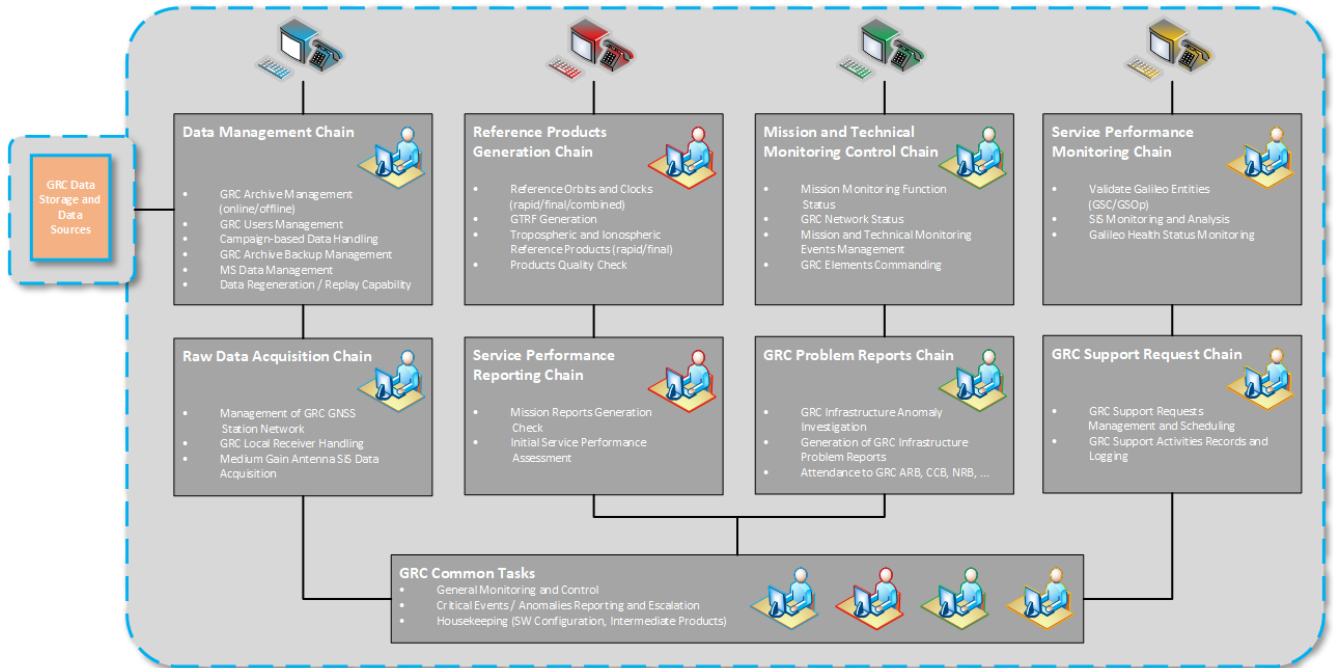 GRC Data
Storage and
Data
Sources
Data Management Chain
• GRC Archive Management
(online/offline)
• GRC Users Management
• Campaign-based Data Handling
• GRC Archive Backup Management
• MS Data Management
• Data Regeneration / Replay Capability
Reference Products
Generation Chain
• Reference Orbits and Clocks
(rapid/final/combined)
• GTRF Generation
• Tropospheric and Ionospheric
Reference Products (rapid/final)
• Products Quality Check
Mission and Technical
Monitoring Control Chain
• Mission Monitoring Function
Status
• GRC Network Status
• Mission and Technical Monitoring
Events Management
• GRC Elements Commanding
Service Performance
Monitoring Chain
• Validate Galileo Entities
(GSC/GSOp)
• SiS Monitoring and Analysis
• Galileo Health Status Monitoring
Raw Data Acquisition Chain
• Management of GRC GNSS
Station Network
• GRC Local Receiver Handling
• Medium Gain Antenna SiS Data
Acquisition
Service Performance
Reporting Chain
• Mission Reports Generation
Check
• Initial Service Performance
Assessment
GRC Problem Reports Chain
• GRC Infrastructure Anomaly
Investigation
• Generation of GRC Infrastructure
Problem Reports
• Attendance to GRC ARB, CCB, NRB, ...
GRC Support Request Chain
• GRC Support Requests
Management and Scheduling
• GRC Support Activities Records and
Logging
GRC Common Tasks
• General Monitoring and Control
• Critical Events / Anomalies Reporting and Escalation
• Housekeeping (SW Configuration, Intermediate Products)